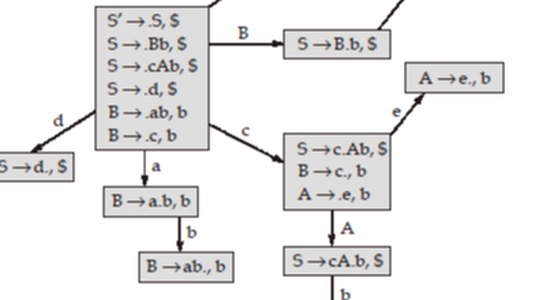 S′→.S, $
S→.Bb, $
S→.cAb, $
S→.d, $
B→.ab, b
B→.c, b
B
S→B.b, $
A→e., b
e
d
c
S→d., $
a
S→c.Ab, $
B→c., b
A→.e, b
B→a.b, b
b
A
B→ab., b
S→cA.b, $
b